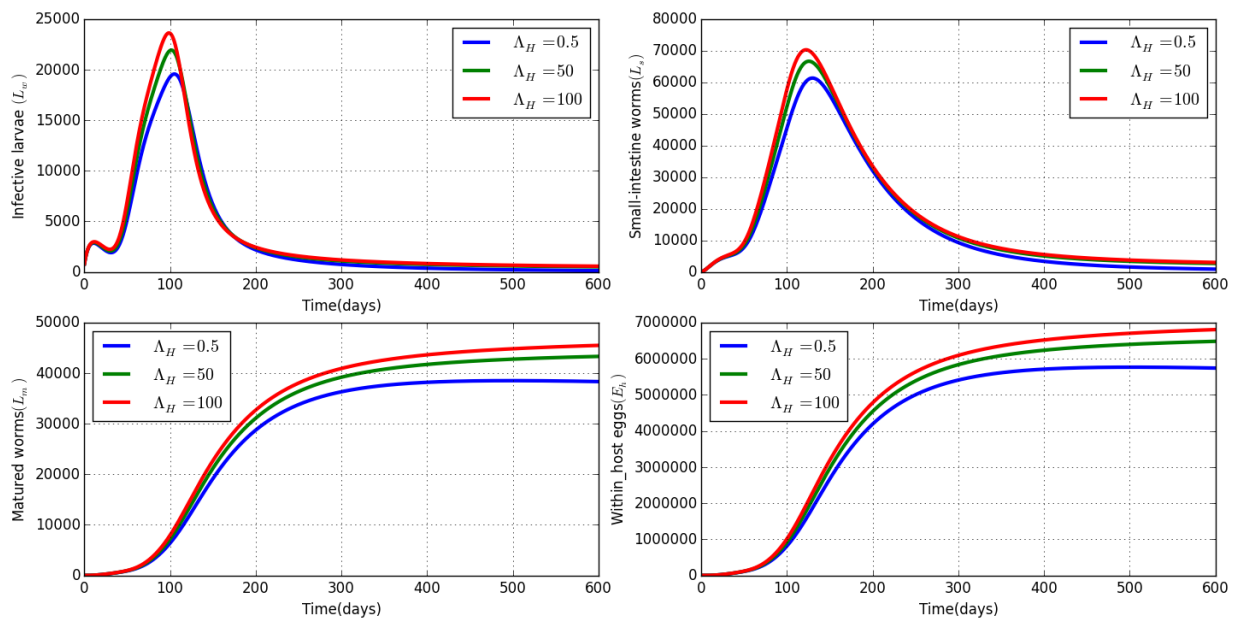 25000
20000
15000
10000
5000
0
Infective larvae (L_w)
0 100 200 300 400 500 600
Time(days)
Λ_H =0.5
Λ_H =50
Λ_H =100
80000
70000
60000
50000
40000
30000
20000
10000
0
Small-intestine worms(L_s)
0 100 200 300 400 500 600
Time(days)
Λ_H =0.5
Λ_H =50
Λ_H =100
50000
40000
30000
20000
10000
0
Matured worms(L_m)
0 100 200 300 400 500 600
Time(days)
Λ_H =0.5
Λ_H =50
Λ_H =100
7000000
6000000
5000000
4000000
3000000
2000000
1000000
0
Within_host eggs(E_h)
0 100 200 300 400 500 600
Time(days)
Λ_H =0.5
Λ_H =50
Λ_H =100